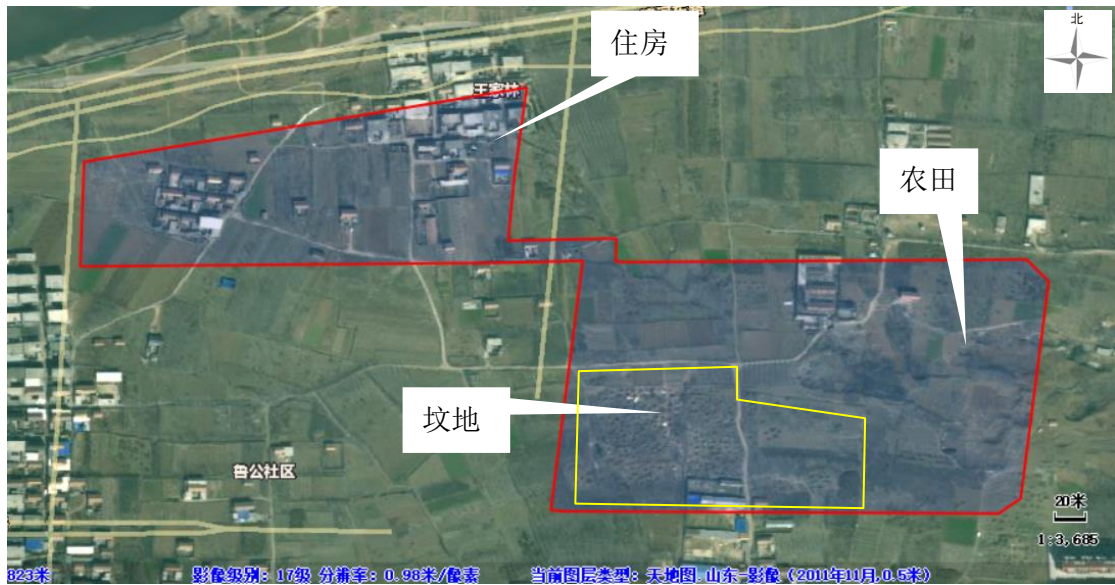 北
住房
王家林
农田
坟地
鲁公社区
20米
1:3,685
823米
影像级别：17级 分辨率：0.98米/像素
当前图层类型：天地图_山东-影像（2011年11月,0.5米）